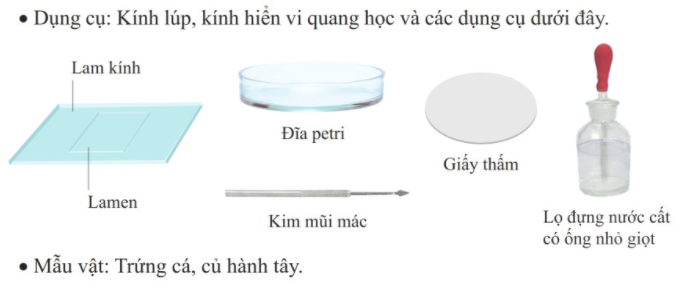 • Dụng cụ: Kính lúp, kính hiển vi quang học và các dụng cụ dưới đây.
Lam kính
Đĩa petri
Giấy thấm
Lamen
Kim mũi mác
Lọ đựng nước cất
có ống nhỏ giọt
• Mẫu vật: Trứng cá, củ hành tây.